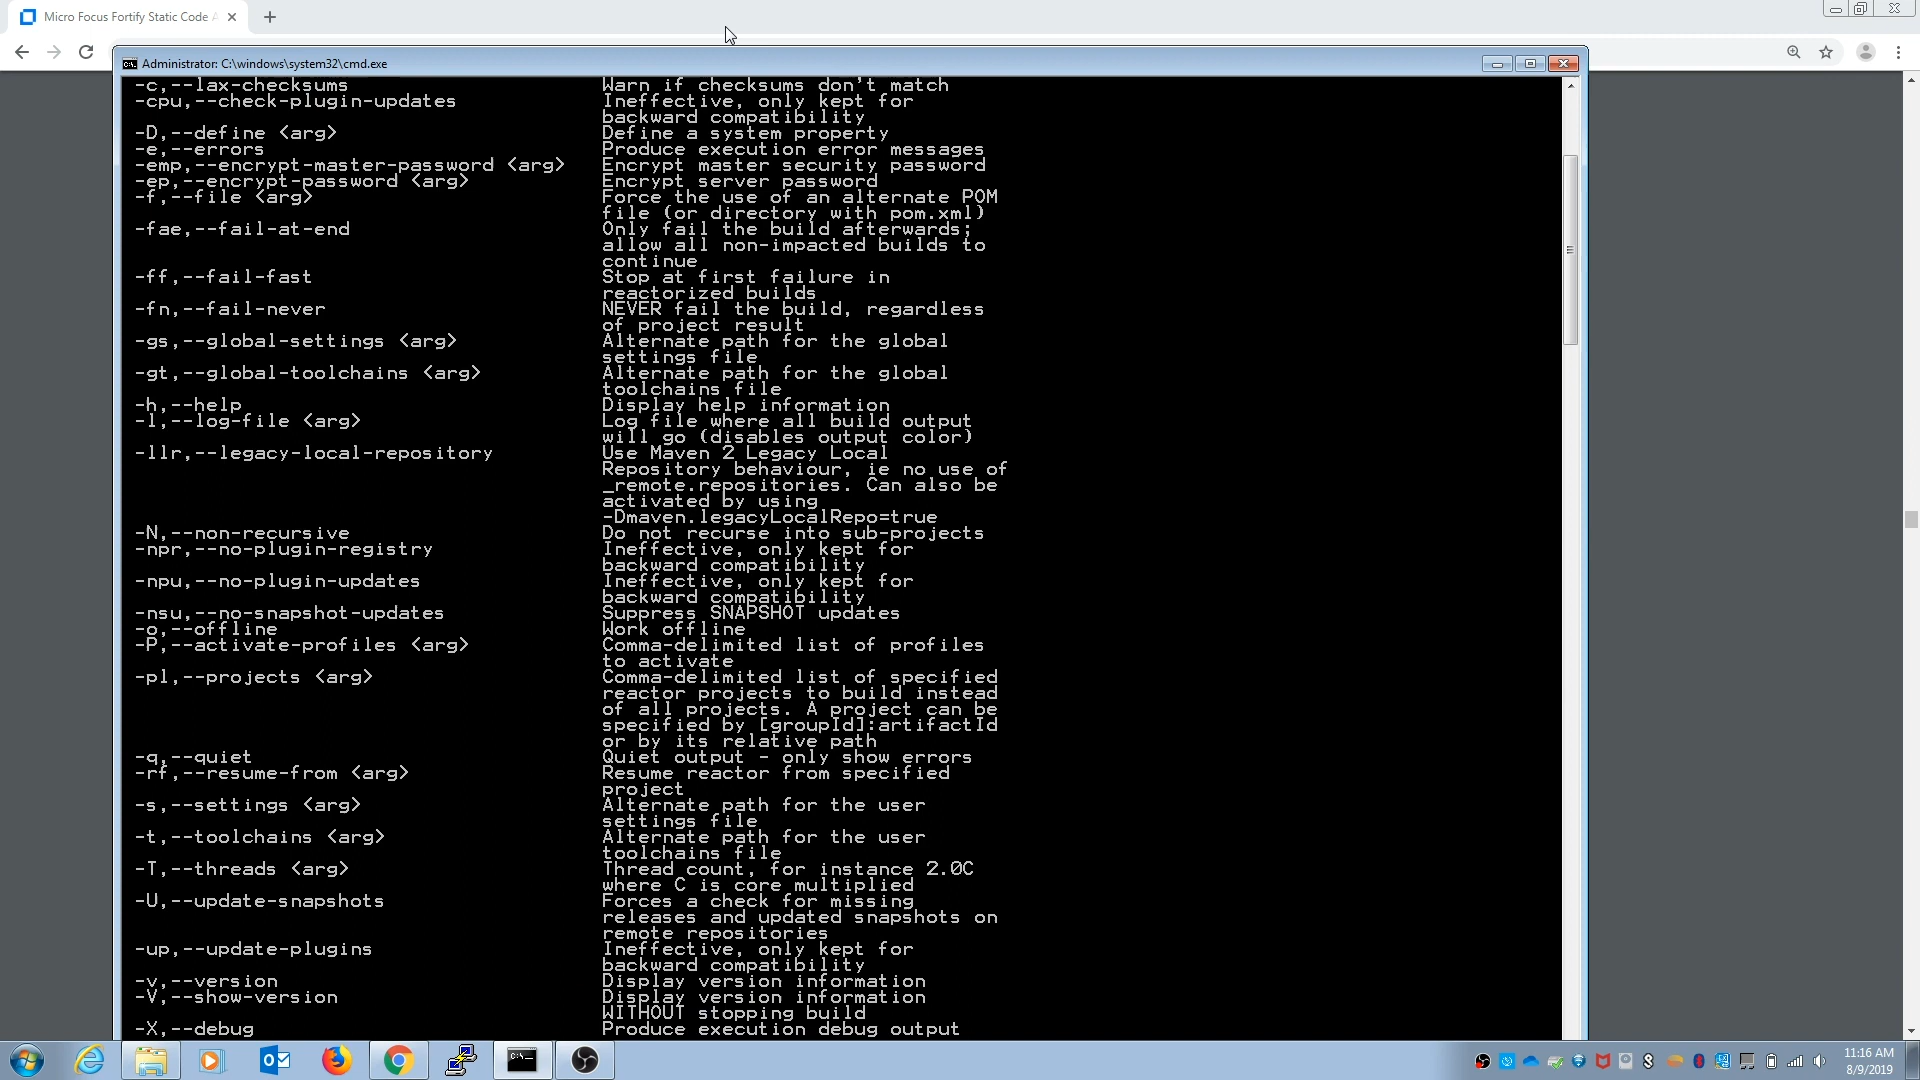 Micro Focus Fortify Static Code A
Administrator: C:\windows\system32\cmd.exe
-c,--lax-checksums Warn if checksums don't match
-cpu,--check-plugin-updates Ineffective, only kept for
backward compatibility
-D,--define <arg> Define a system property
-e,--errors Produce execution error messages
-emp,--encrypt-master-password <arg> Encrypt master security password
-ep,--encrypt-password <arg> Encrypt server password
-f,--file <arg> Force the use of an alternate POM
file (or directory with pom.xml)
-fae,--fail-at-end Only fail the build afterwards;
allow all non-impacted builds to
continue
-ff,--fail-fast Stop at first failure in
reactorized builds
-fn,--fail-never NEVER fail the build, regardless
of project result
-gs,--global-settings <arg> Alternate path for the global
settings file
-gt,--global-toolchains <arg> Alternate path for the global
toolchains file
-h,--help Display help information
-l,--log-file <arg> Log file where all build output
will go (disables output color)
-llr,--legacy-local-repository Use Maven 2 Legacy Local
Repository behaviour, ie no use of
_remote.repositories. Can also be
activated by using
-Dmaven.legacyLocalRepo=true
-N,--non-recursive Do not recurse into sub-projects
-npr,--no-plugin-registry Ineffective, only kept for
backward compatibility
-npu,--no-plugin-updates Ineffective, only kept for
backward compatibility
-nsu,--no-snapshot-updates Suppress SNAPSHOT updates
-o,--offline Work offline
-P,--activate-profiles <arg> Comma-delimited list of profiles
to activate
-pl,--projects <arg> Comma-delimited list of specified
reactor projects to build instead
of all projects. A project can be
specified by [groupId]:artifactId
or by its relative path
-q,--quiet Quiet output - only show errors
-rf,--resume-from <arg> Resume reactor from specified
project
-s,--settings <arg> Alternate path for the user
settings file
-t,--toolchains <arg> Alternate path for the user
toolchains file
-T,--threads <arg> Thread count, for instance 2.0C
where C is core multiplied
-U,--update-snapshots Forces a check for missing
releases and updated snapshots on
remote repositories
-up,--update-plugins Ineffective, only kept for
backward compatibility
-v,--version Display version information
-V,--show-version Display version information
WITHOUT stopping build
-X,--debug Produce execution debug output
11:16 AM
8/9/2019